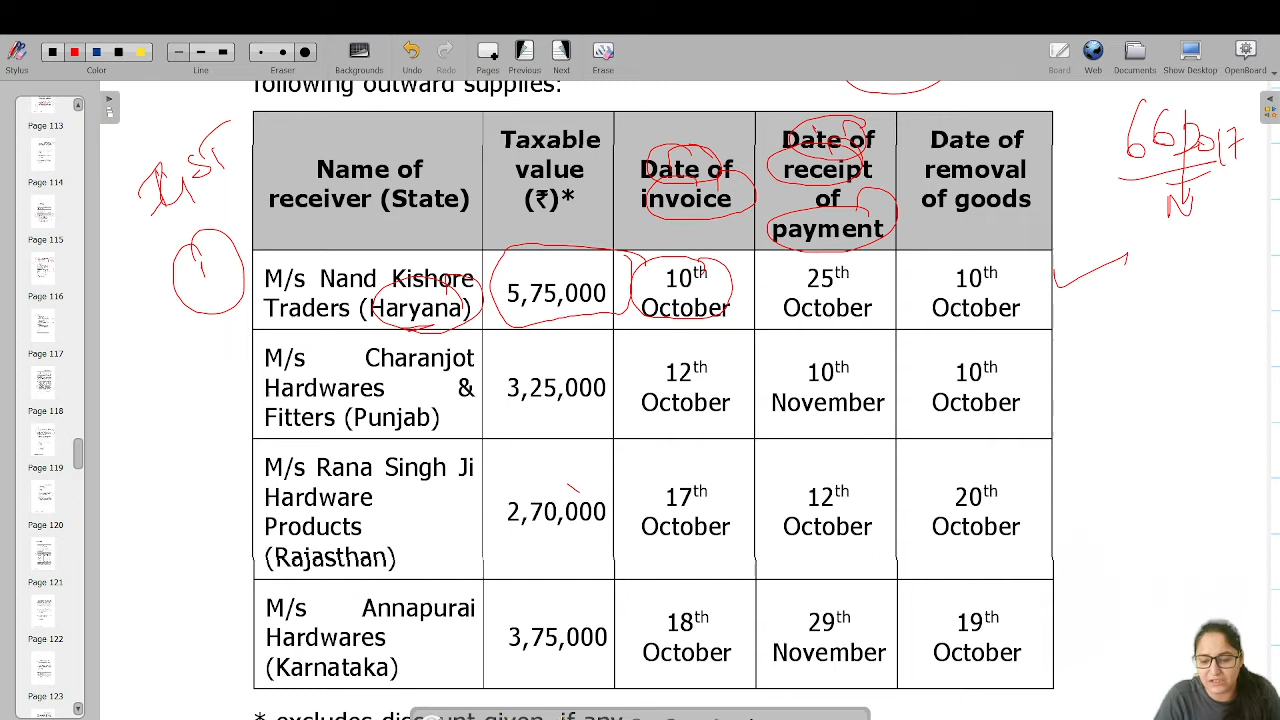 Stylus
Color
Line
Eraser
Backgrounds
Undo
Redo
Pages
Previous
Next
Erase
Board
Web
Documents
Show Desktop
OpenBoard
Page 113
Page 114
Page 115
Page 116
Page 117
Page 118
Page 119
Page 120
Page 121
Page 122
Page 123
following outward supplies:
Name of
receiver (State)
Taxable
value
(₹)*
Date of
invoice
Date of
receipt
of
payment
Date of
removal
of goods
M/s Nand Kishore
Traders (Haryana)
5,75,000
10th
October
25th
October
10th
October
M/s Charanjot
Hardwares &
Fitters (Punjab)
3,25,000
12th
October
10th
November
10th
October
M/s Rana Singh Ji
Hardware
Products
(Rajasthan)
2,70,000
17th
October
12th
October
20th
October
M/s Annapurai
Hardwares
(Karnataka)
3,75,000
18th
October
29th
November
19th
October
* excludes discount given, if any